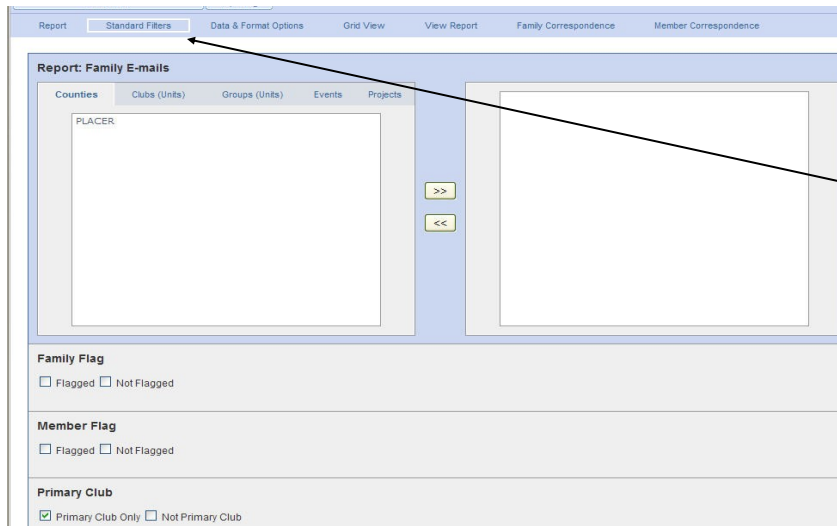 Report Standard Filters Data & Format Options Grid View View Report Family Correspondence Member Correspondence
Report: Family E-mails
Counties Clubs (Units) Groups (Units) Events Projects
PLACER
>>
<<
Family Flag
Flagged Not Flagged
Member Flag
Flagged Not Flagged
Primary Club
Primary Club Only Not Primary Club